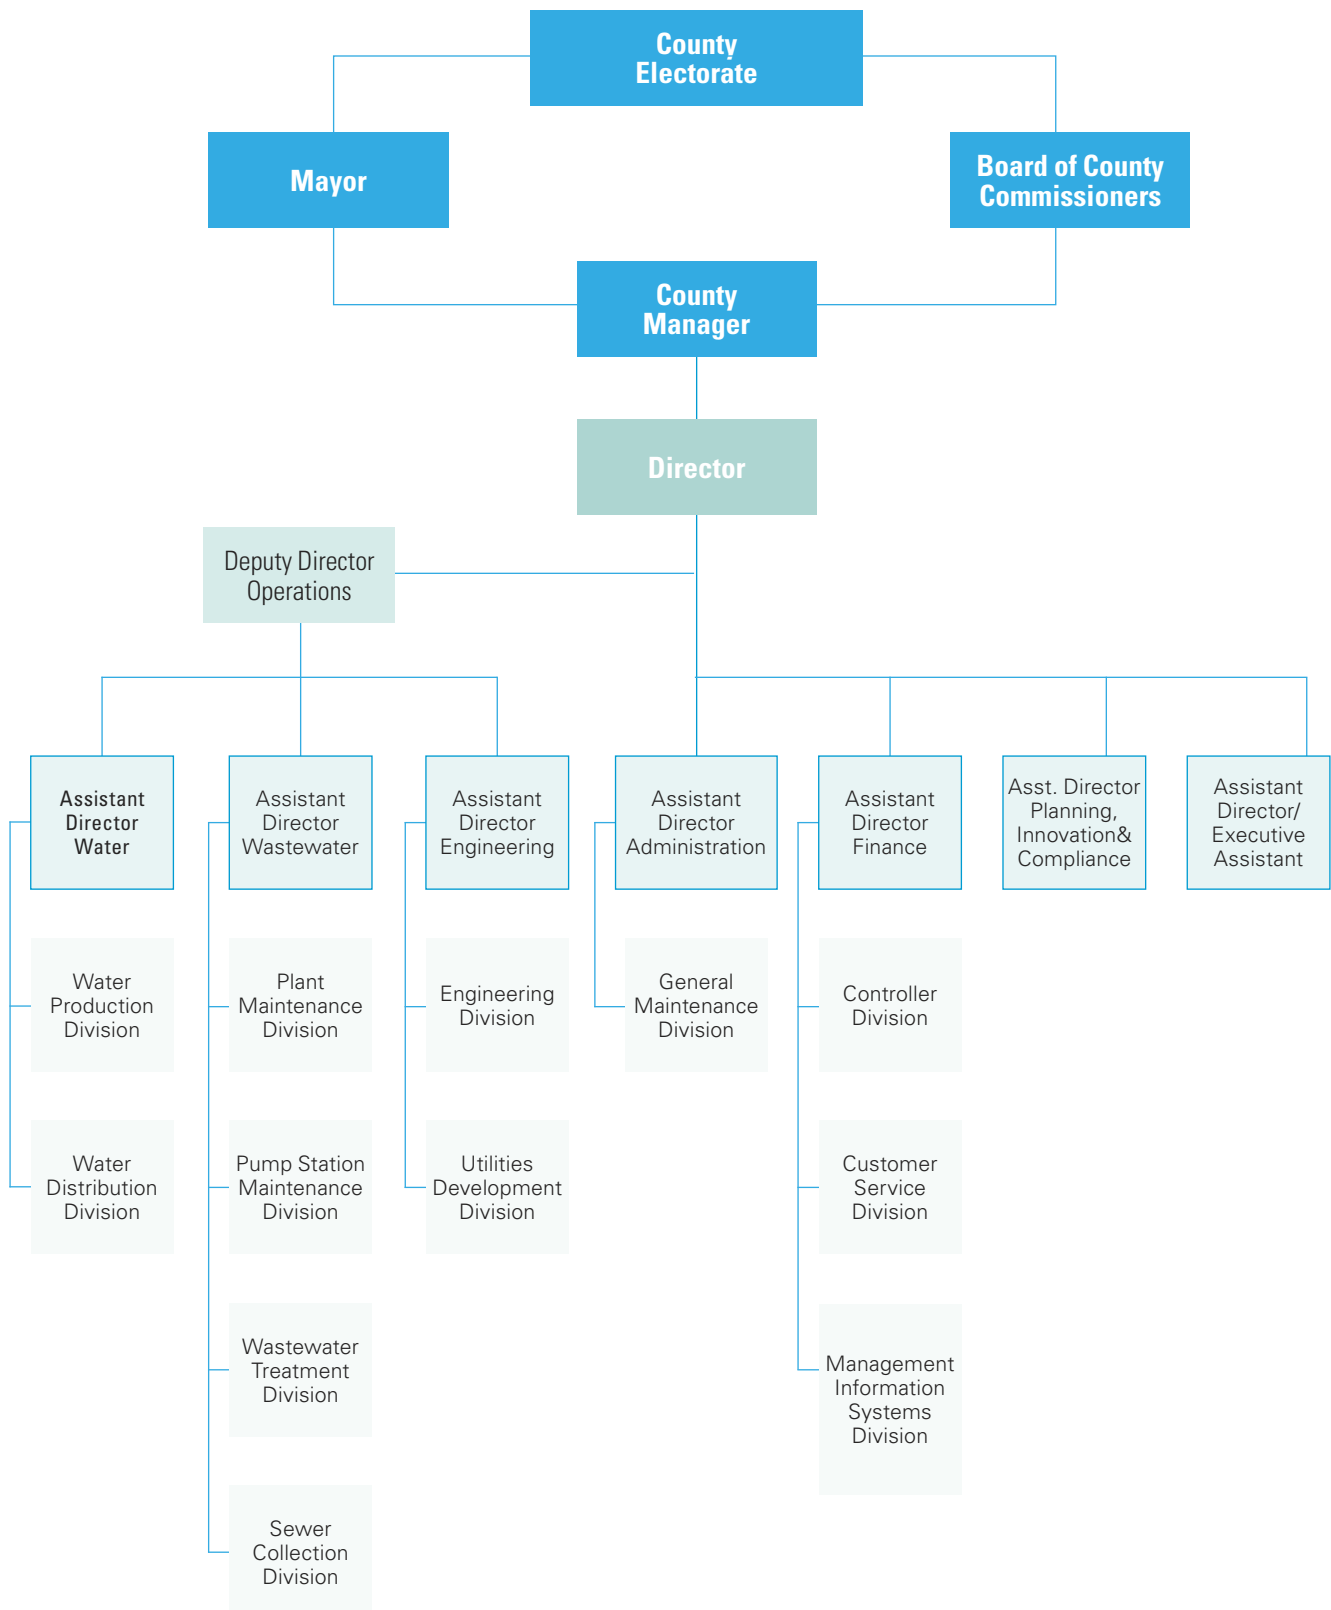 County
Electorate
Mayor
Board of County
Commissioners
County
Manager
Director
Deputy Director
Operations
Assistant
Director
Water
Assistant
Director
Wastewater
Assistant
Director
Engineering
Assistant
Director
Administration
Assistant
Director
Finance
Asst. Director
Planning,
Innovation&
Compliance
Assistant
Director/
Executive
Assistant
Water
Production
Division
Plant
Maintenance
Division
Engineering
Division
General
Maintenance
Division
Controller
Division
Water
Distribution
Division
Pump Station
Maintenance
Division
Utilities
Development
Division
Customer
Service
Division
Wastewater
Treatment
Division
Management
Information
Systems
Division
Sewer
Collection
Division